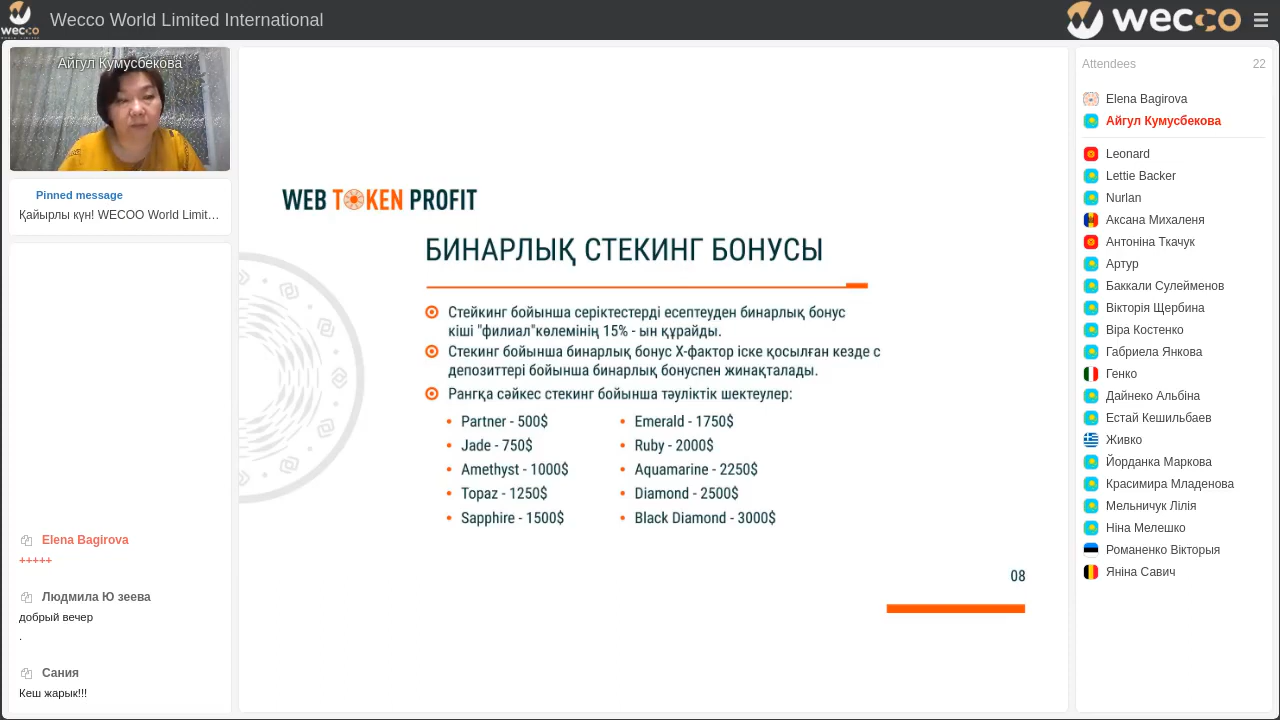 wecco
Wecco World Limited International
wecco
Айгул Кумусбекова
Pinned message
Қайырлы күн! WECOO World Limit…
Elena Bagirova
+++++
Людмила Ю зеева
добрый вечер
.
Сания
Кеш жарык!!!
WEB TOKEN PROFIT
БИНАРЛЫҚ СТЕКИНГ БОНУСЫ
Стейкинг бойынша серіктестерді есептеуден бинарлық бонус
кіші "филиал"көлемінің 15% - ын құрайды.
Стекинг бойынша бинарлық бонус Х-фактор іске қосылған кезде с
депозиттері бойынша бинарлық бонуспен жинақталады.
Рангқа сәйкес стекинг бойынша тәуліктік шектеулер:
Partner - 500$
Jade - 750$
Amethyst - 1000$
Topaz - 1250$
Sapphire - 1500$
Emerald - 1750$
Ruby - 2000$
Aquamarine - 2250$
Diamond - 2500$
Black Diamond - 3000$
08
Attendees 22
Elena Bagirova
Айгул Кумусбекова
Leonard
Lettie Backer
Nurlan
Аксана Михаленя
Антоніна Ткачук
Артур
Баккали Сулейменов
Вікторія Щербина
Віра Костенко
Габриела Янкова
Генко
Дайнеко Альбіна
Естай Кешильбаев
Живко
Йорданка Маркова
Красимира Младенова
Мельничук Лілія
Ніна Мелешко
Романенко Вікторыя
Яніна Савич